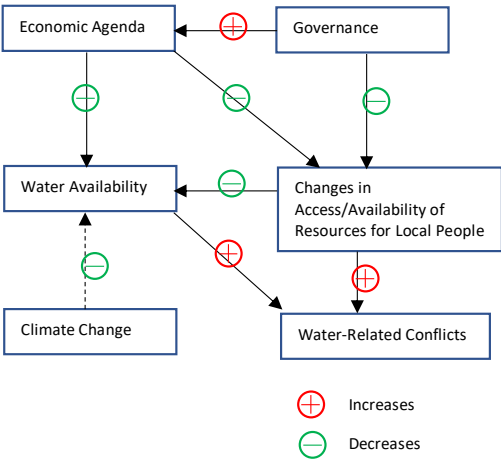 Economic Agenda
Governance
Water Availability
Changes in
Access/Availability of
Resources for Local People
Climate Change
Water-Related Conflicts
Increases
Decreases